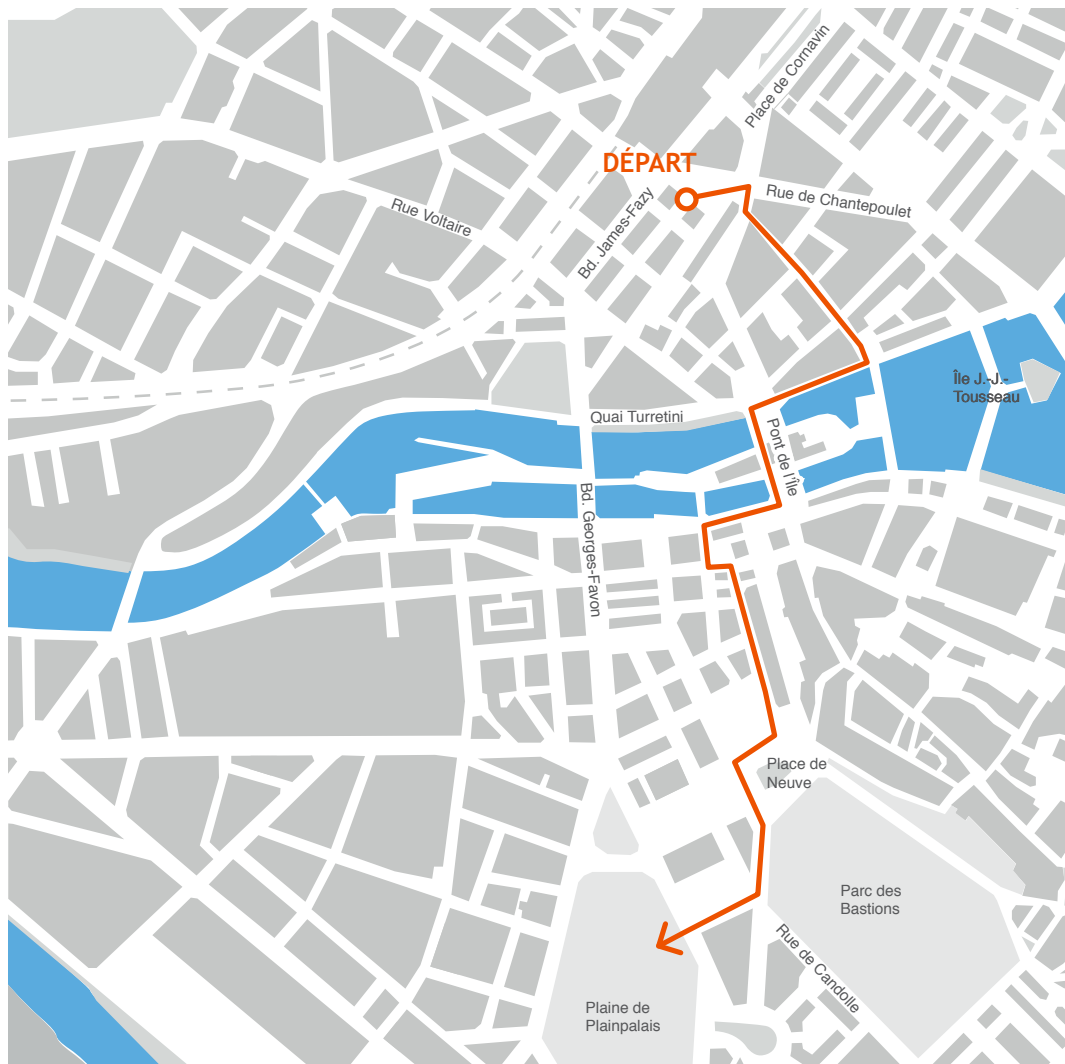 Place de Cornavin
DÉPART
Rue de Chantepoulet
Rue Voltaire
Bd. James-Fazy
Île J.-J.-
Tousseau
Quai Turretini
Pont de l'Île
Bd. Georges-Favon
Place de
Neuve
Parc des
Bastions
Rue de Candolle
Plaine de
Plainpalais